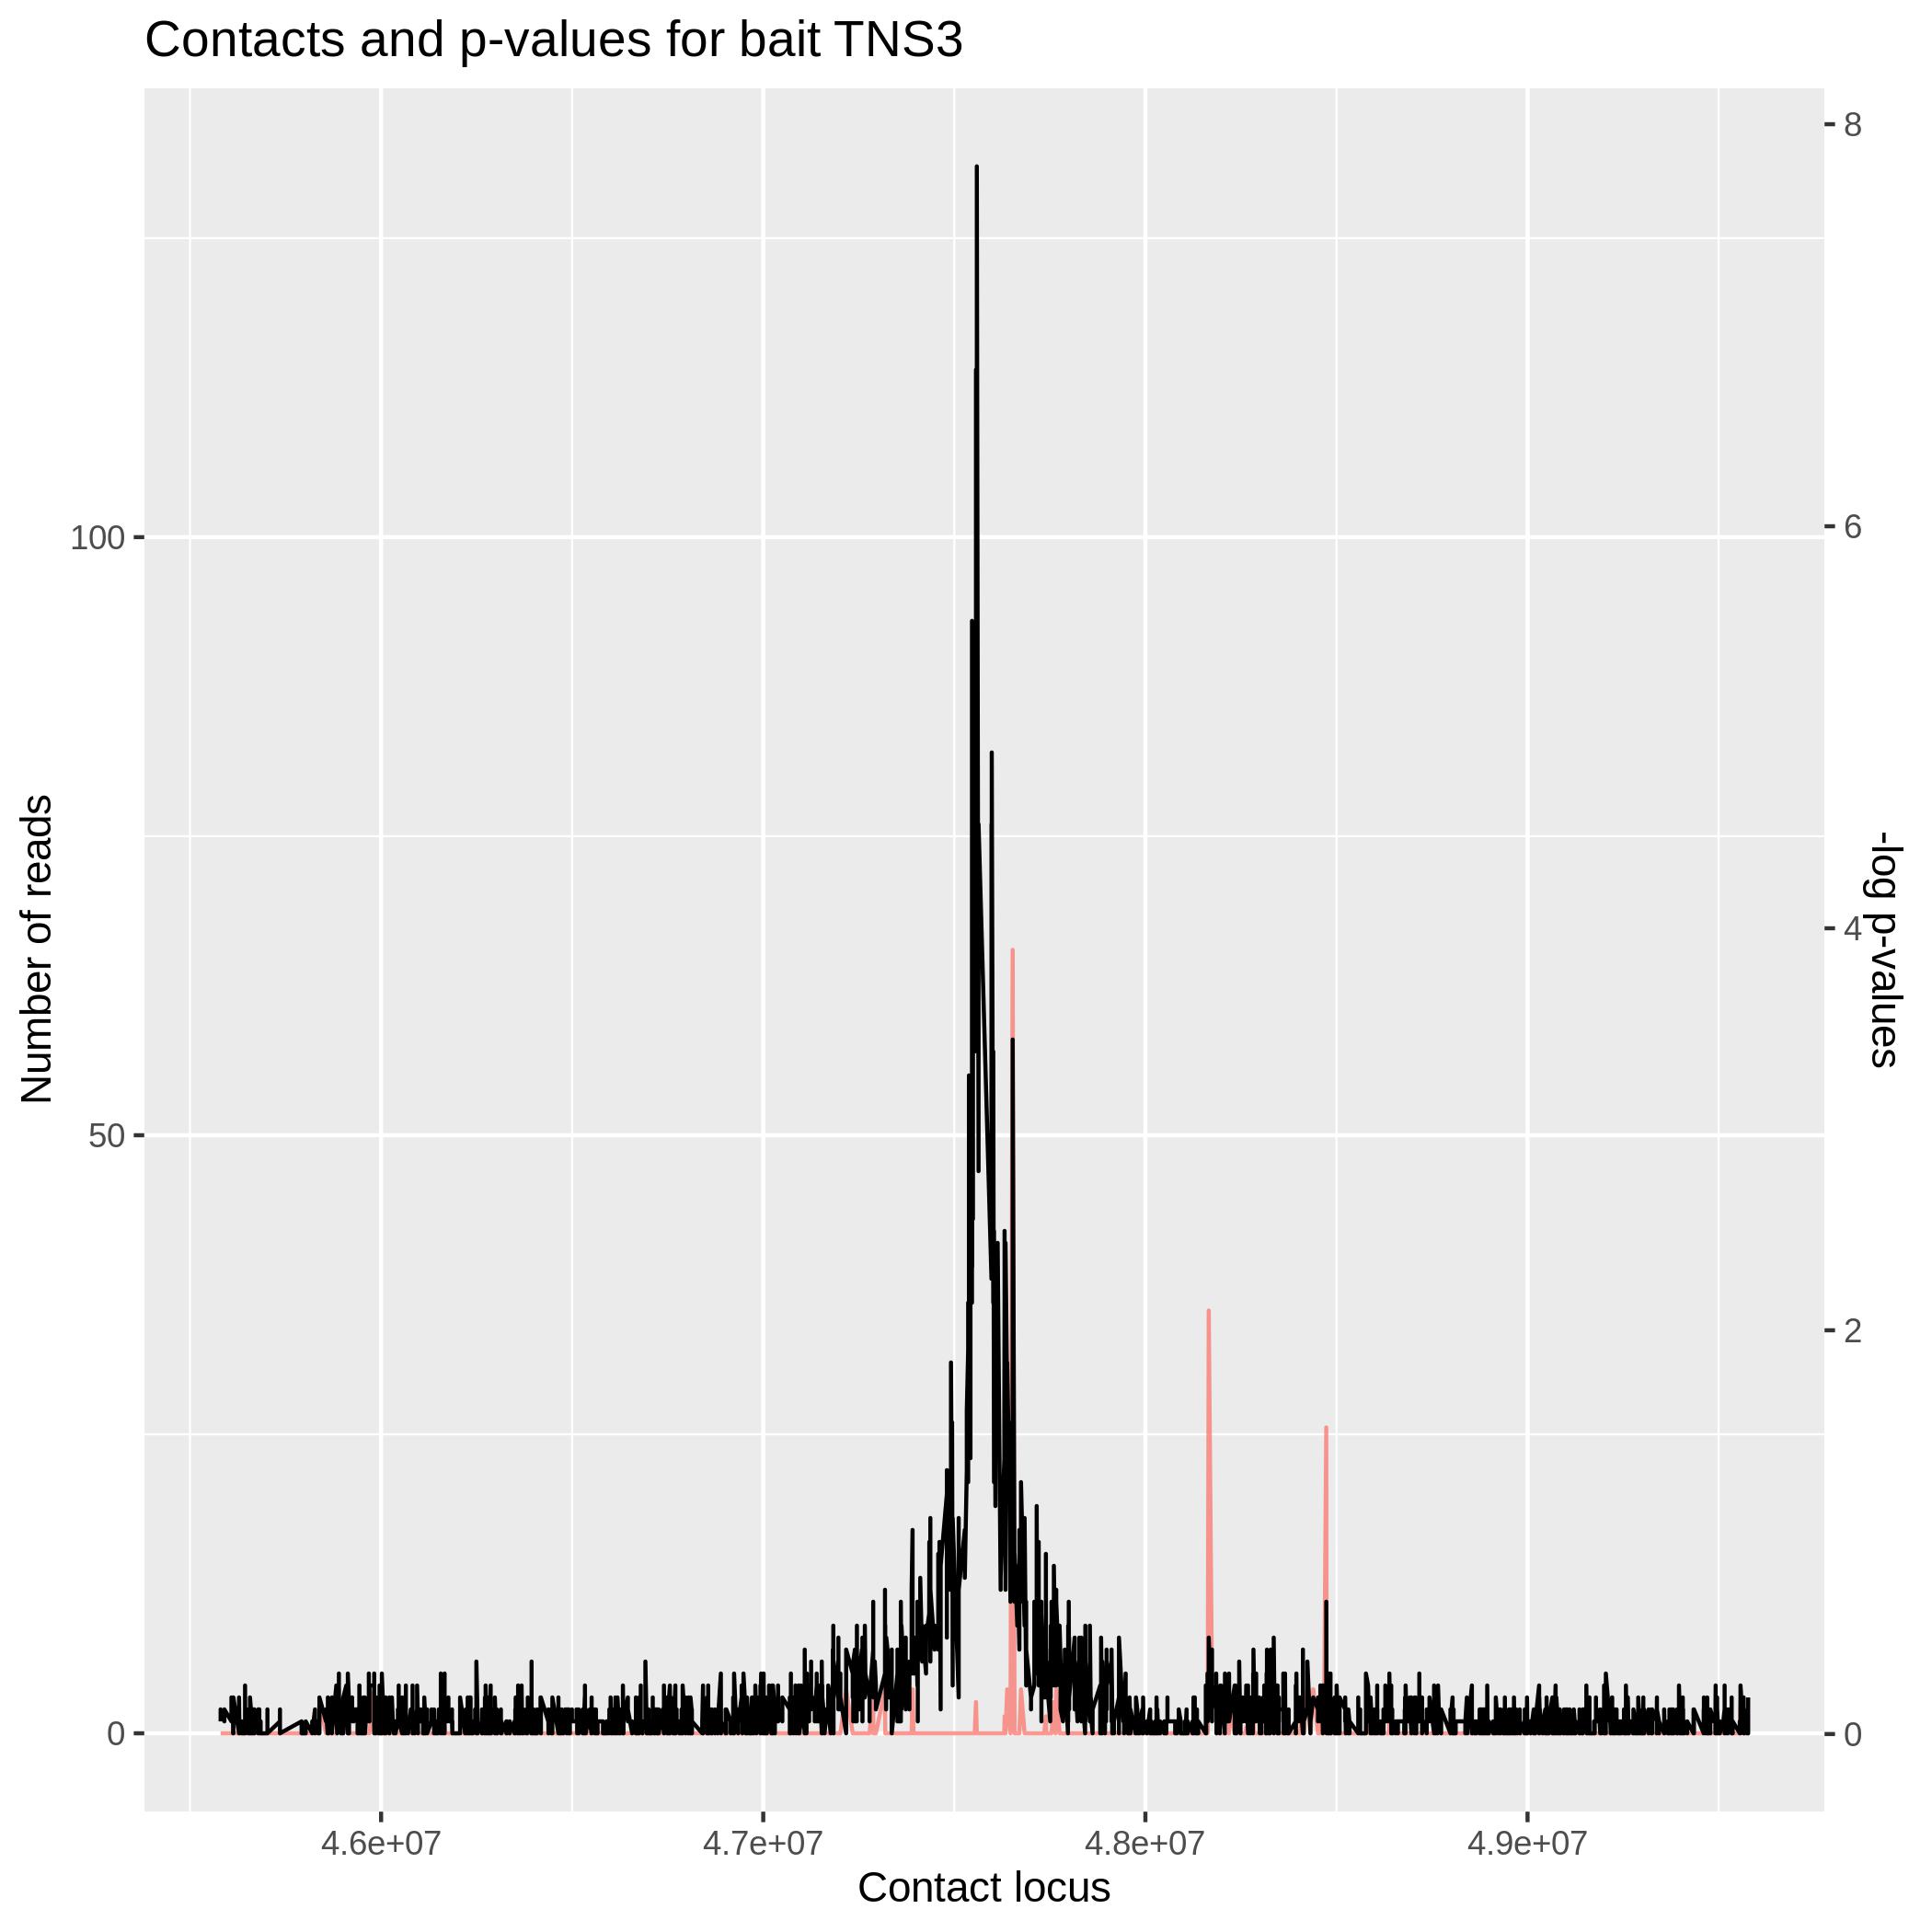 Contacts and p-values for bait TNS3
8
100
6
Number of reads
4
-log p-values
50
2
0
0
4.6e+07
4.7e+07
4.8e+07
4.9e+07
Contact locus